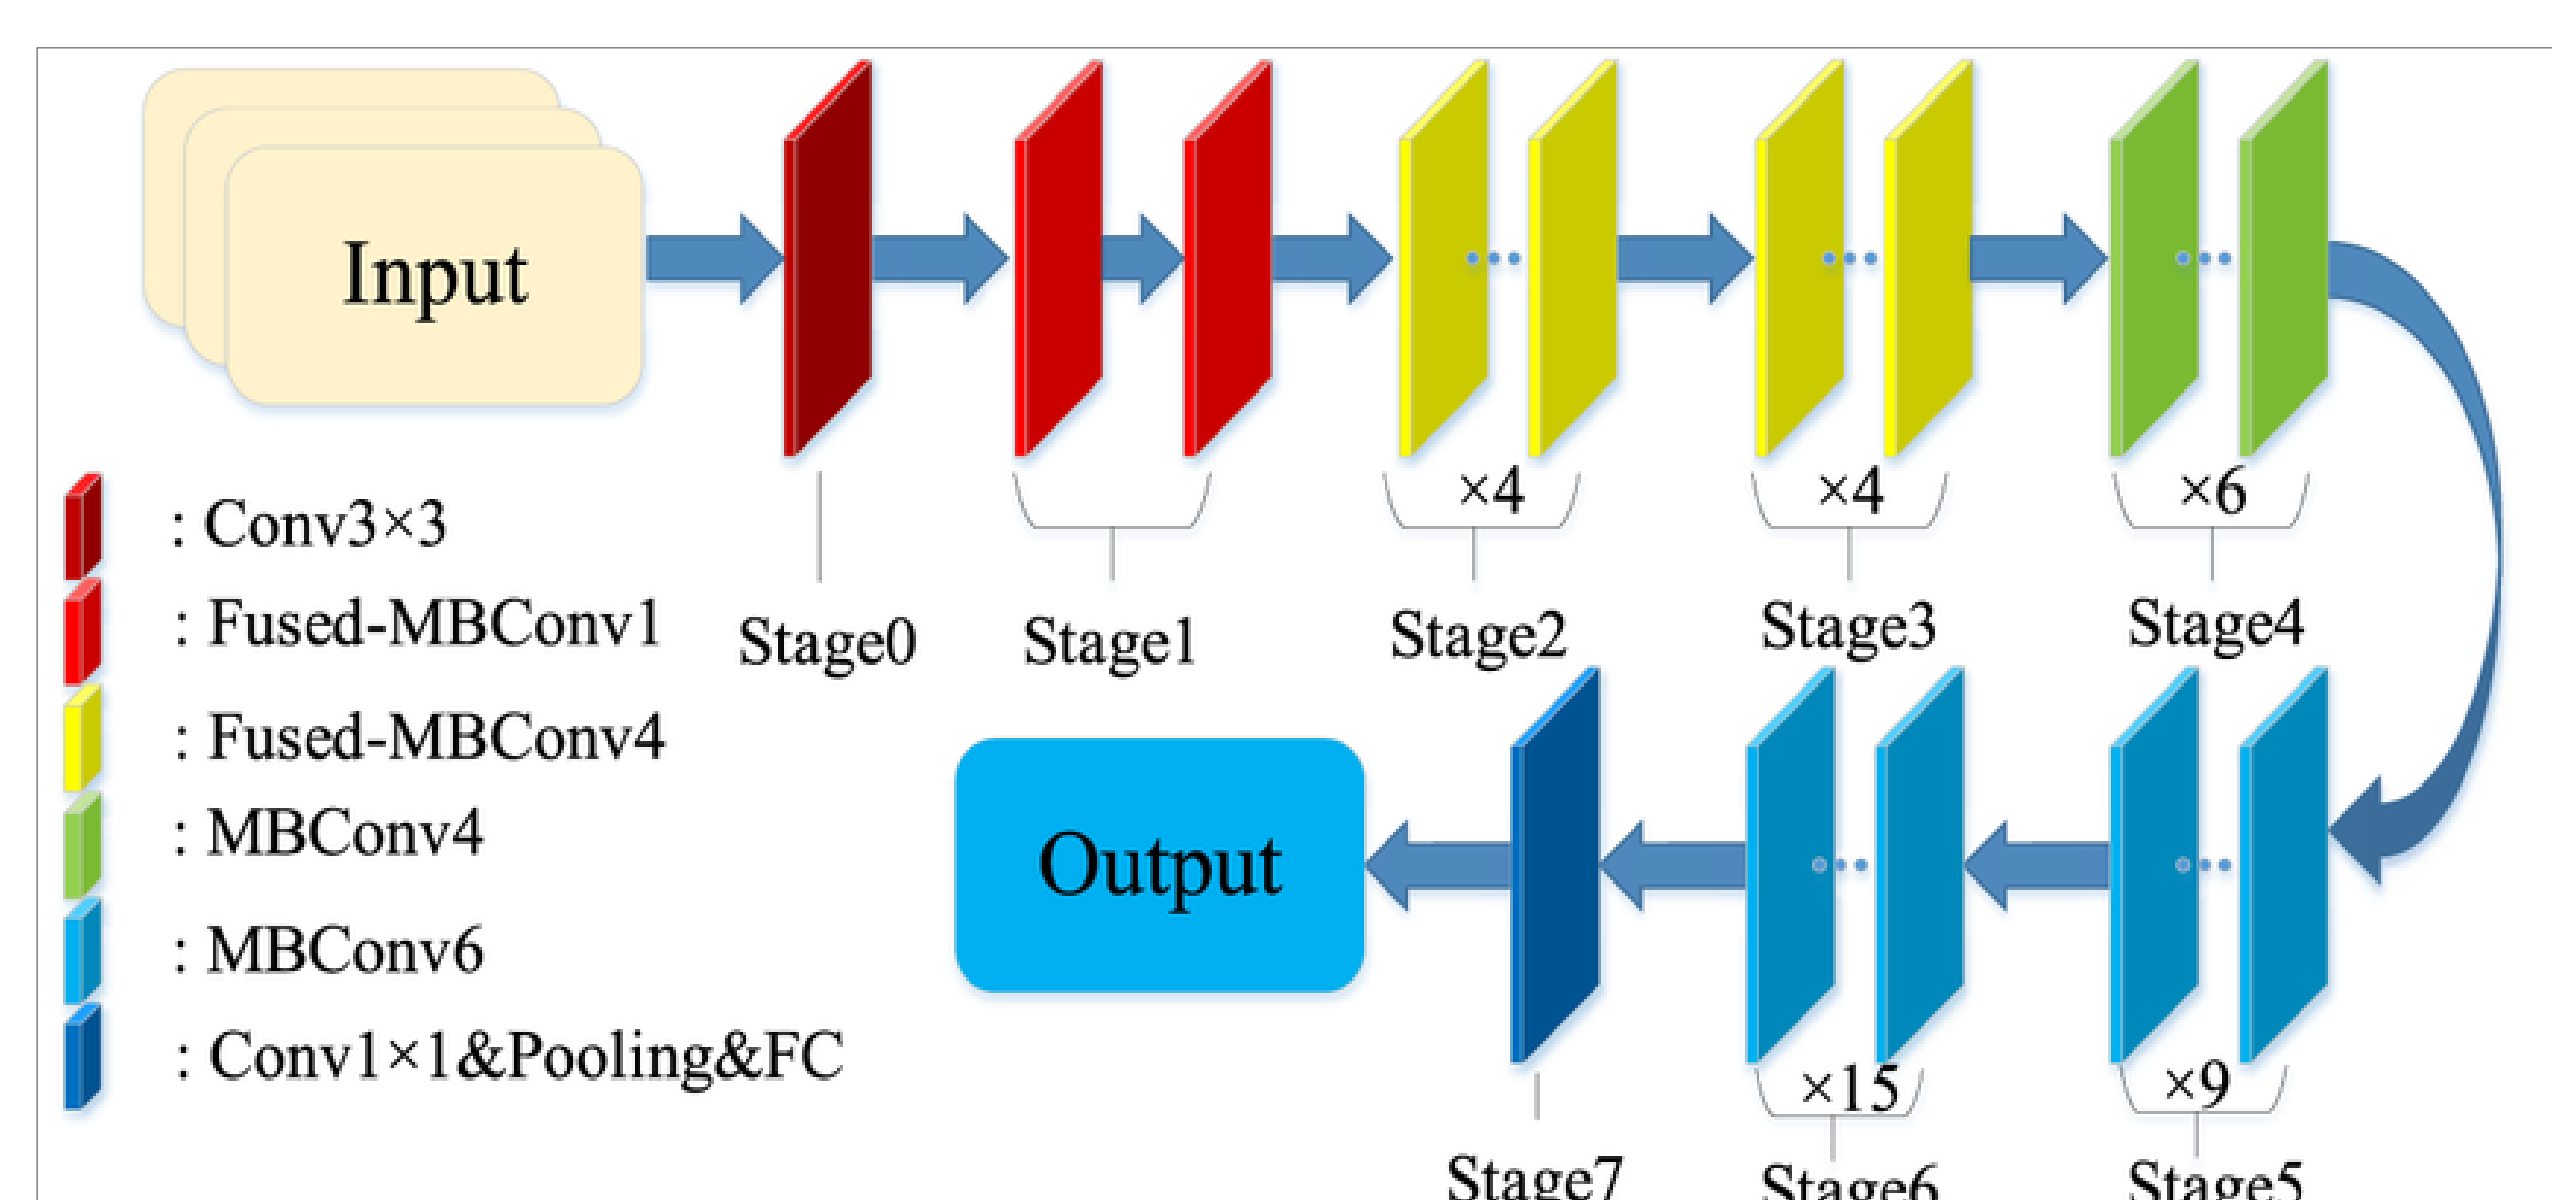 Input
×4
×4
×6
Stage0
Stage1
Stage2
Stage3
Stage4
: Conv3×3
: Fused-MBConv1
: Fused-MBConv4
: MBConv4
: MBConv6
: Conv1×1&Pooling&FC
Output
×15
×9
Stage7
Stage6
Stage5